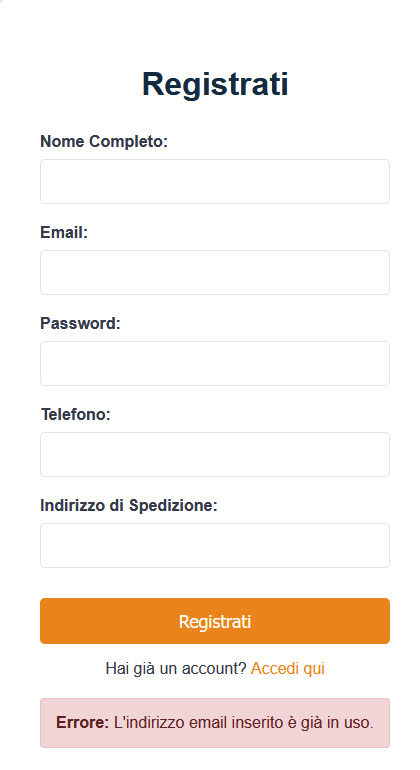 Registrati
Nome Completo:
Email:
Password:
Telefono:
Indirizzo di Spedizione:
Registrati
Hai già un account? Accedi qui
Errore: L'indirizzo email inserito è già in uso.